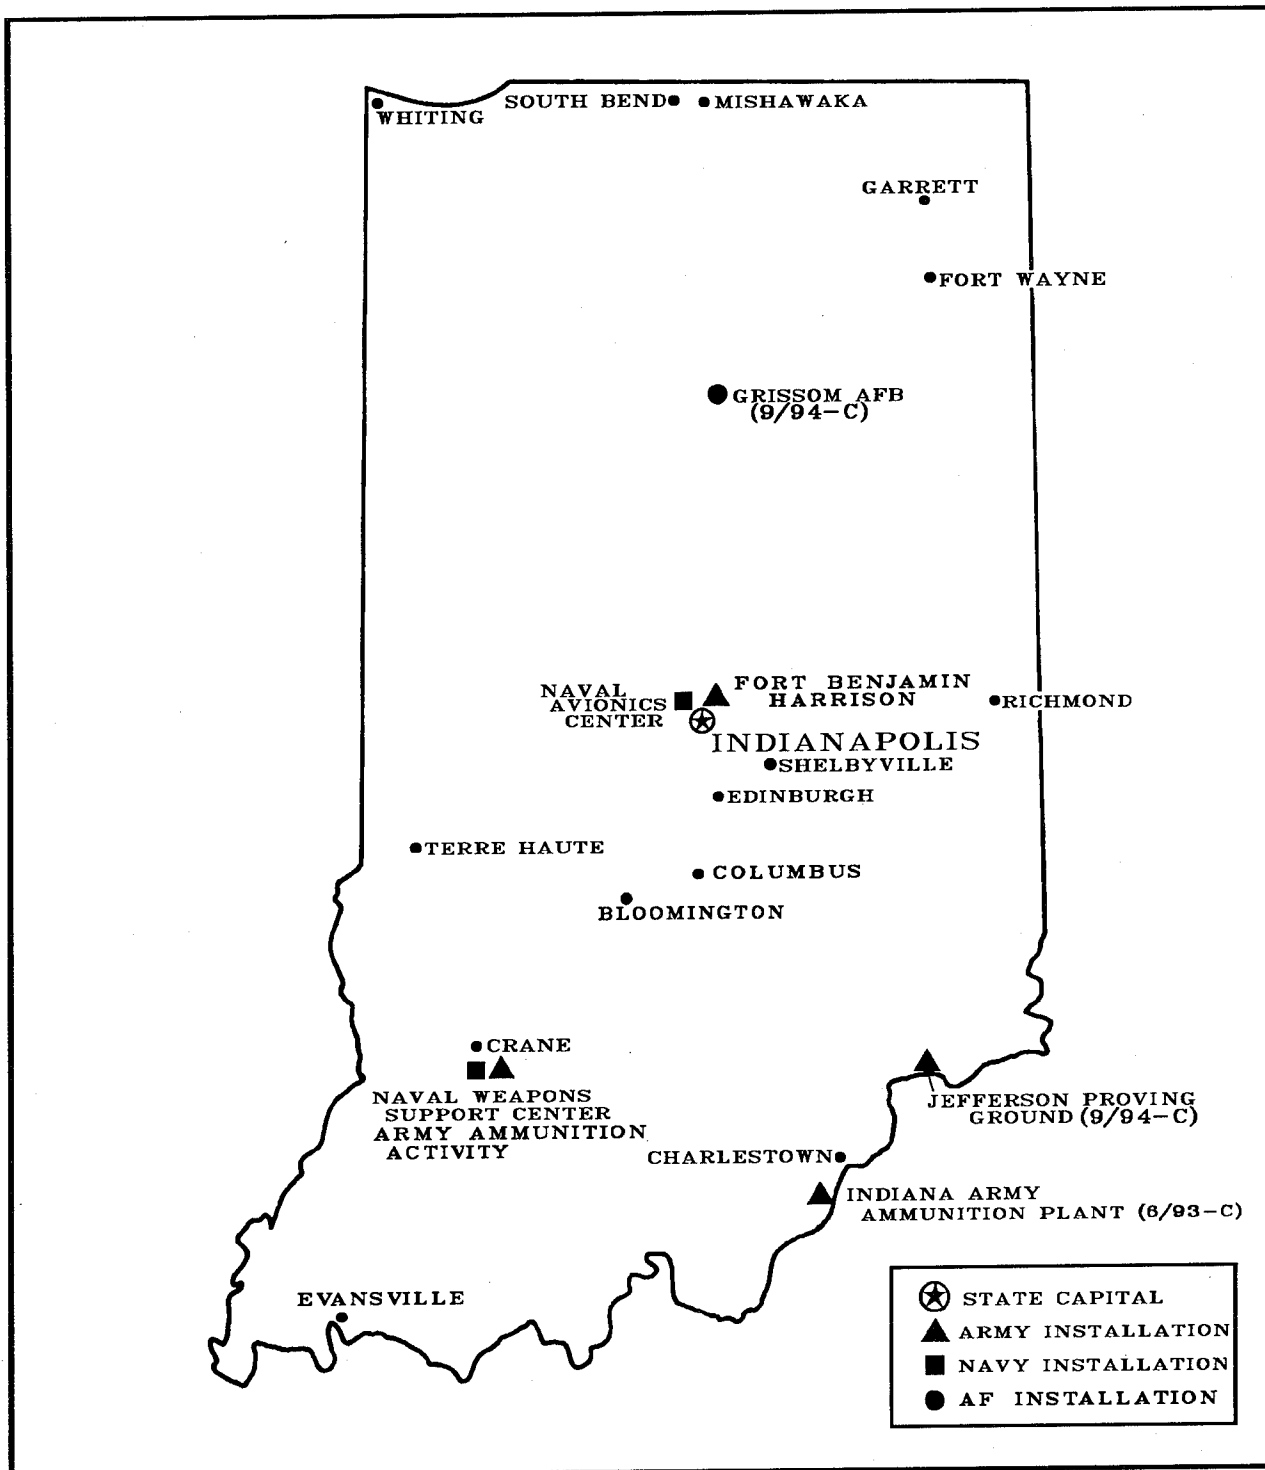 SOUTH BEND
MISHAWAKA
WHITING
GARRETT
FORT WAYNE
GRISSOM AFB
(9/94-C)
NAVAL
AVIONICS
CENTER
FORT BENJAMIN
HARRISON
RICHMOND
INDIANAPOLIS
SHELBYVILLE
EDINBURGH
TERRE HAUTE
COLUMBUS
BLOOMINGTON
CRANE
NAVAL WEAPONS
SUPPORT CENTER
ARMY AMMUNITION
ACTIVITY
JEFFERSON PROVING
GROUND (9/94-C)
CHARLESTOWN
INDIANA ARMY
AMMUNITION PLANT (6/93-C)
EVANSVILLE
STATE CAPITAL
ARMY INSTALLATION
NAVY INSTALLATION
AF INSTALLATION